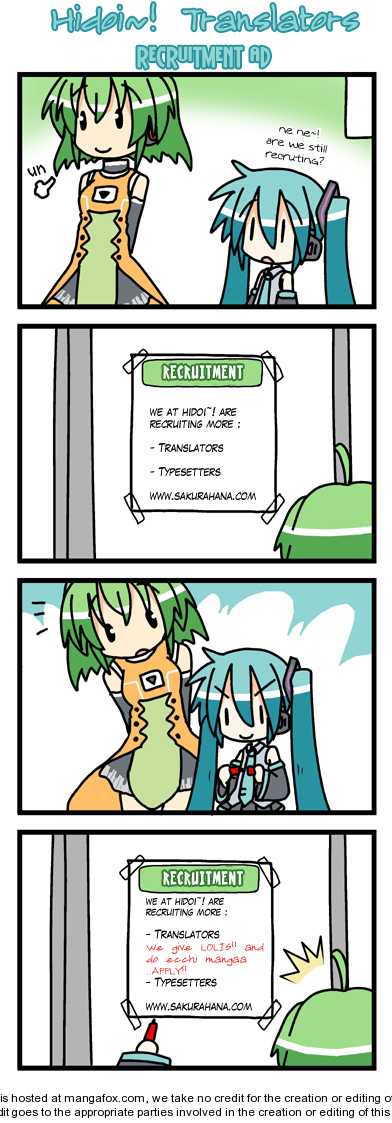 Hidoi~! Translators
RECRUITMENT AD
un
ne ne~!
are we still
recruting?
RECRUITMENT
WE AT HIDOI~! ARE
RECRUITING MORE :
- TRANSLATORS
- TYPESETTERS
WWW.SAKURAHANA.COM
RECRUITMENT
WE AT HIDOI~! ARE
RECRUITING MORE :
- TRANSLATORS
We give LOLIS!! and
do ecchi mangaa
..APPLY!!
- TYPESETTERS
WWW.SAKURAHANA.COM
is hosted at mangafox.com, we take no credit for the creation or editing of
dit goes to the appropriate parties involved in the creation or editing of this